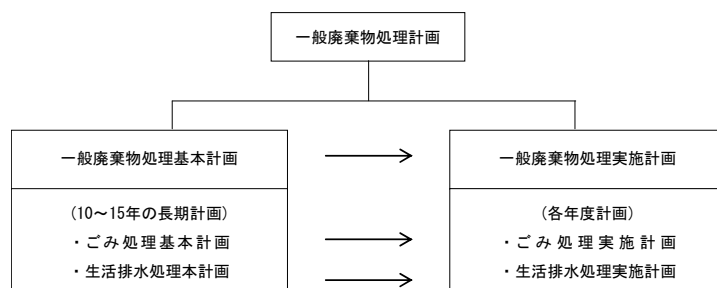 一般廃棄物処理計画
一般廃棄物処理基本計画
(10～15年の長期計画)
・ごみ処理基本計画
・生活排水処理本計画
一般廃棄物処理実施計画
(各年度計画)
・ごみ処理実施計画
・生活排水処理実施計画